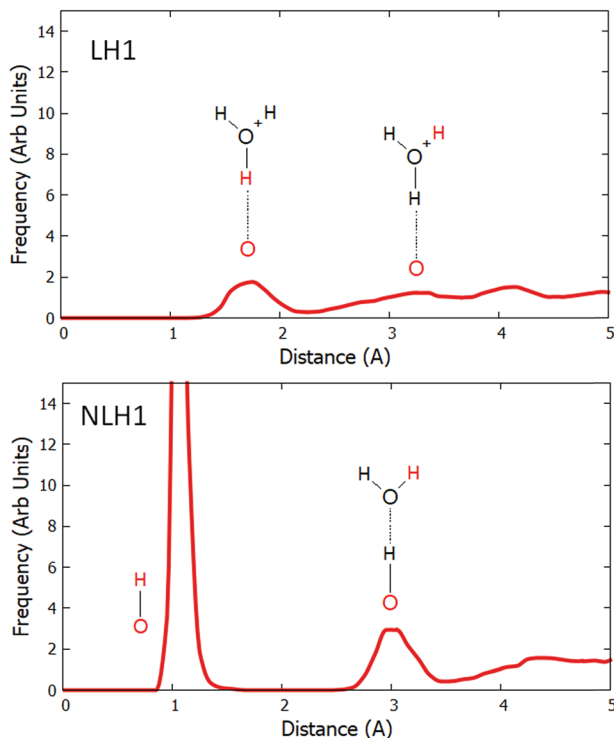 14
LH1
12
10
8
6
4
2
0
Frequency (Arb Units)
H H
+
O
H
O
H H
+
O
H
O
0 1 2 3 4 5
Distance (A)
14
NLH1
12
10
8
6
4
2
0
Frequency (Arb Units)
H
O
H H
O
H
O
0 1 2 3 4 5
Distance (A)